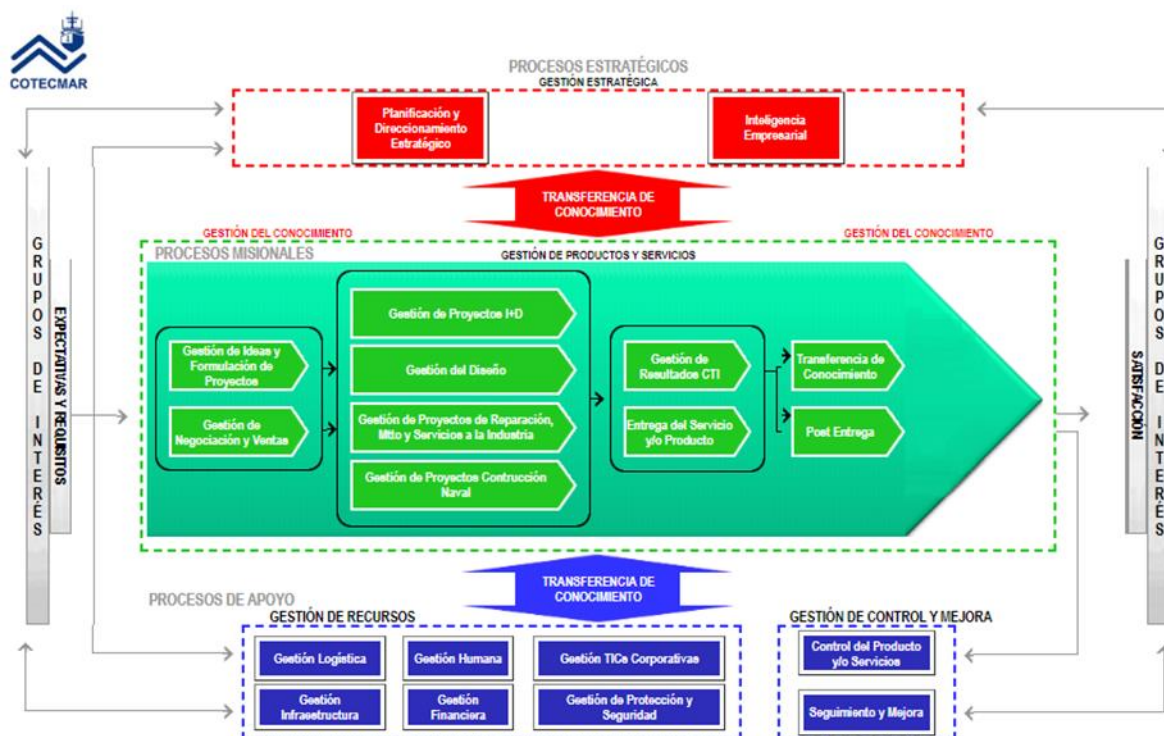 COTECMAR
PROCESOS ESTRATÉGICOS
GESTIÓN ESTRATÉGICA
Planificación y
Direccionamiento
Estratégico
Inteligencia
Empresarial
TRANSFERENCIA DE
CONOCIMIENTO
GRUPOS DE INTERÉS
EXPECTATIVAS Y REQUISITOS
GESTIÓN DEL CONOCIMIENTO
GESTIÓN DEL CONOCIMIENTO
PROCESOS MISIONALES
GESTIÓN DE PRODUCTOS Y SERVICIOS
Gestión de Ideas y
Formulación de
Proyectos
Gestión de
Negociación y Ventas
Gestión de Proyectos I+D
Gestión del Diseño
Gestión de Proyectos de Reparación,
Mtto y Servicios a la Industria
Gestión de Proyectos Contrucción
Naval
Gestión de
Resultados CTI
Entrega del Servicio
y/o Producto
Transferencia de
Conocimiento
Post Entrega
SATISFACCIÓN
GRUPOS DE INTERÉS
TRANSFERENCIA DE
CONOCIMIENTO
PROCESOS DE APOYO
GESTIÓN DE RECURSOS
Gestión Logística
Gestión Humana
Gestión TICs Corporativas
Gestión
Infraestructura
Gestión
Financiera
Gestión de Protección y
Seguridad
GESTIÓN DE CONTROL Y MEJORA
Control del Producto
y/o Servicios
Seguimiento y Mejora